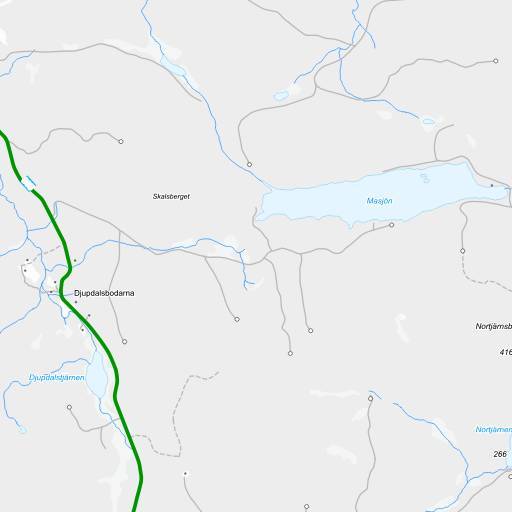 Skalsberget
Masjön
Djupdalsbodarna
Nortjärnsb
416
Djupdalstjärnen
Nortjärnen
266